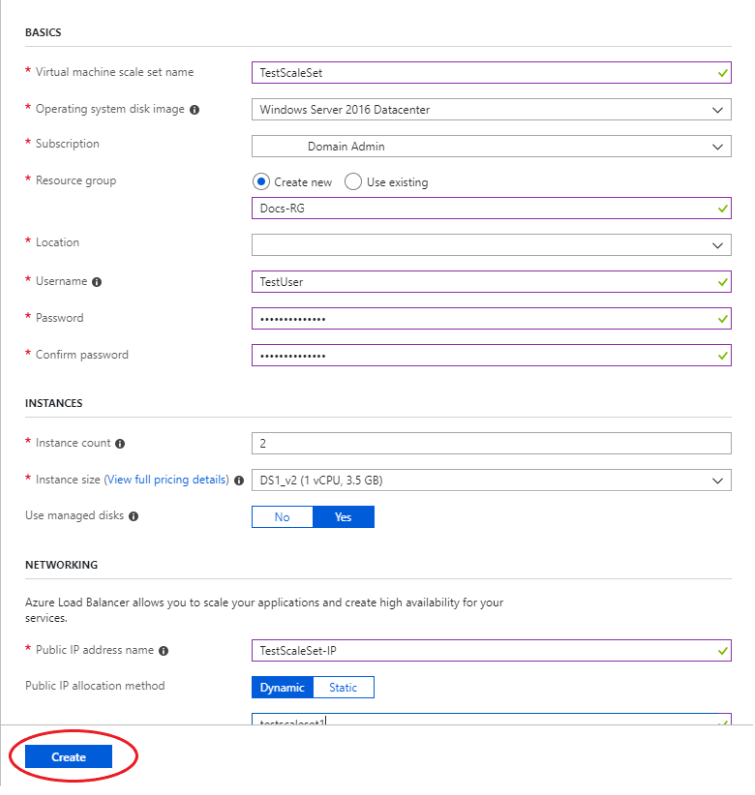 BASICS
* Virtual machine scale set name TestScaleSet
* Operating system disk image Windows Server 2016 Datacenter
* Subscription Domain Admin
* Resource group Create new Use existing
Docs-RG
* Location
* Username TestUser
* Password ••••••••••••••
* Confirm password ••••••••••••••
INSTANCES
* Instance count 2
* Instance size (View full pricing details) DS1_v2 (1 vCPU, 3.5 GB)
Use managed disks No Yes
NETWORKING
Azure Load Balancer allows you to scale your applications and create high availability for your
services.
* Public IP address name TestScaleSet-IP
Public IP allocation method Dynamic Static
testscaleset1
Create